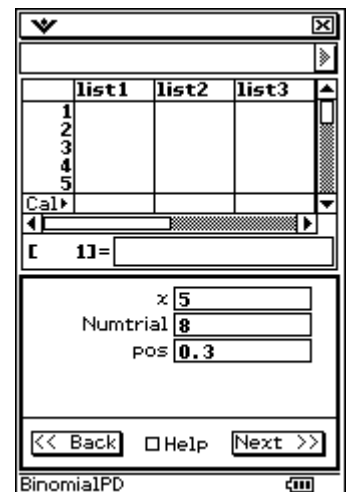 list1 list2 list3
1
2
3
4
5
Cal
[ 1]=
x 5
Numtrial 8
pos 0.3
<< Back Help Next >>
BinomialPD